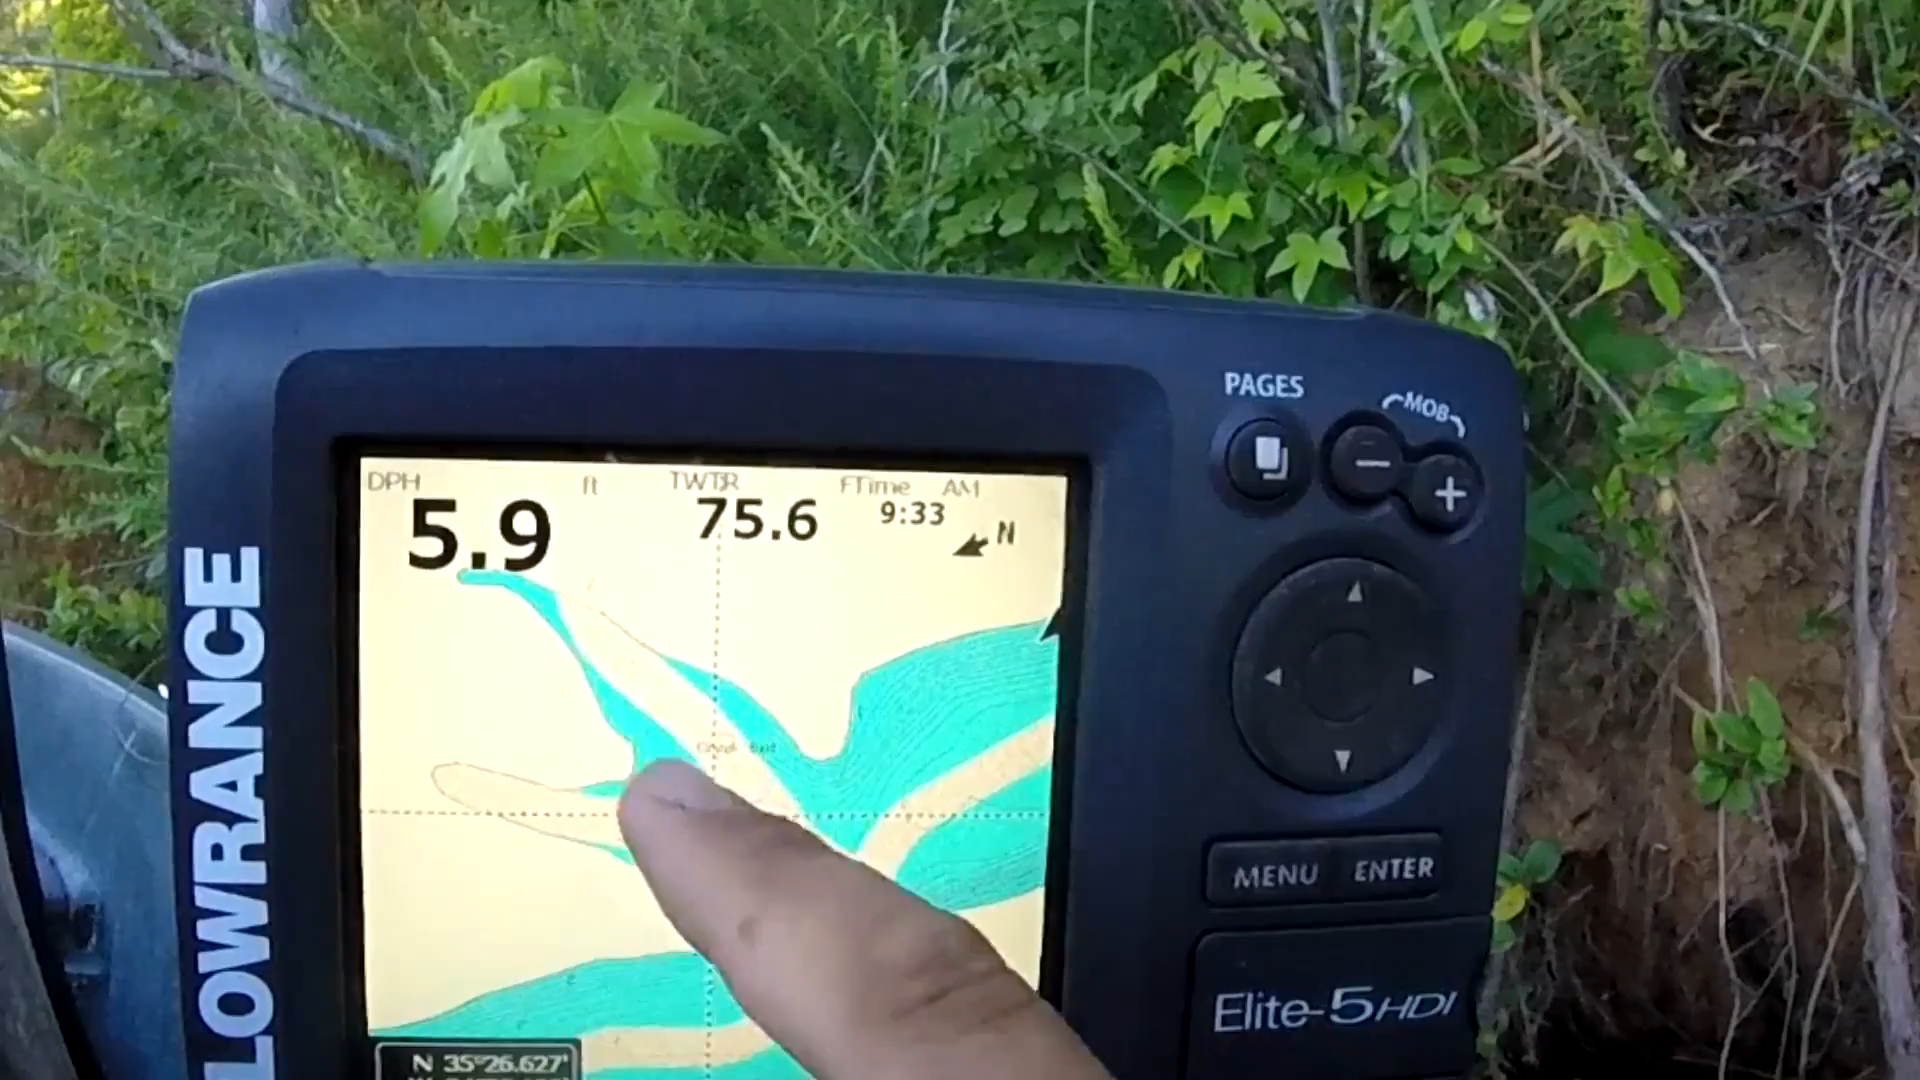 PAGES
MOB
DPH ft TWTR FTime AM
5.9 75.6 9:33
N
LOWRANCE
MENU ENTER
Elite-5HDI
N 35°26.627'